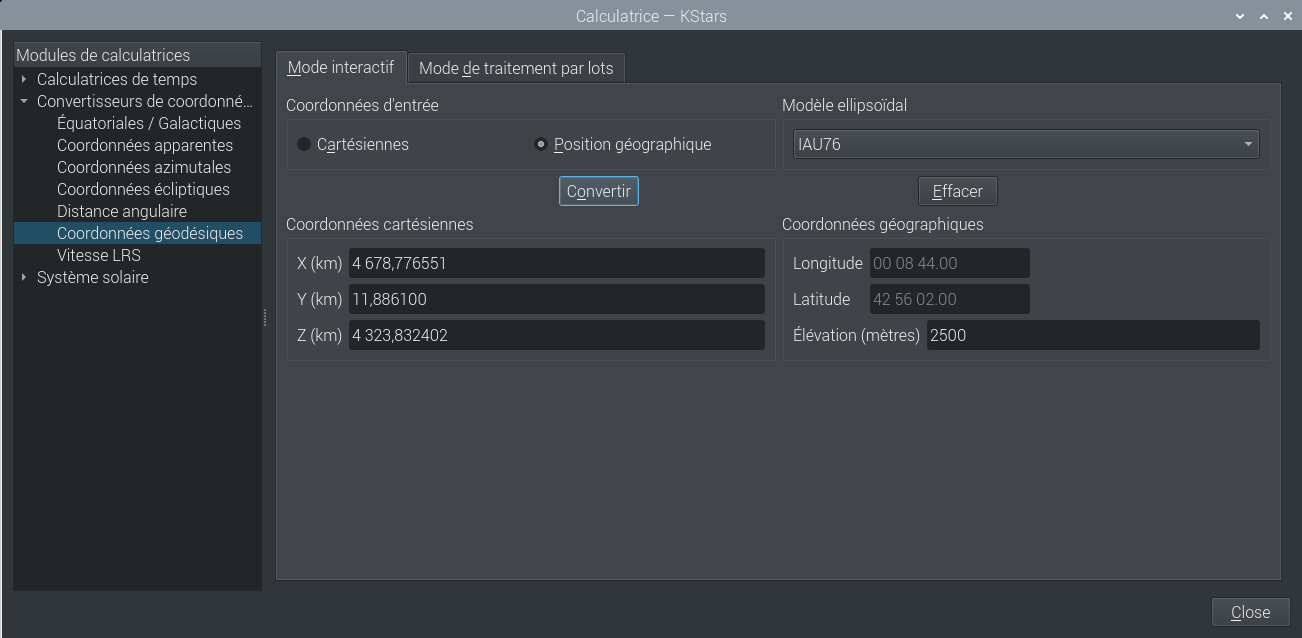 Calculatrice — KStars
Modules de calculatrices
Calculatrices de temps
Convertisseurs de coordonné...
Équatoriales / Galactiques
Coordonnées apparentes
Coordonnées azimutales
Coordonnées écliptiques
Distance angulaire
Coordonnées géodésiques
Vitesse LRS
Système solaire
Mode interactif
Mode de traitement par lots
Coordonnées d'entrée
Cartésiennes
Position géographique
Modèle ellipsoïdal
IAU76
Convertir
Effacer
Coordonnées cartésiennes
X (km) 4 678,776551
Y (km) 11,886100
Z (km) 4 323,832402
Coordonnées géographiques
Longitude 00 08 44.00
Latitude 42 56 02.00
Élévation (mètres) 2500
Close